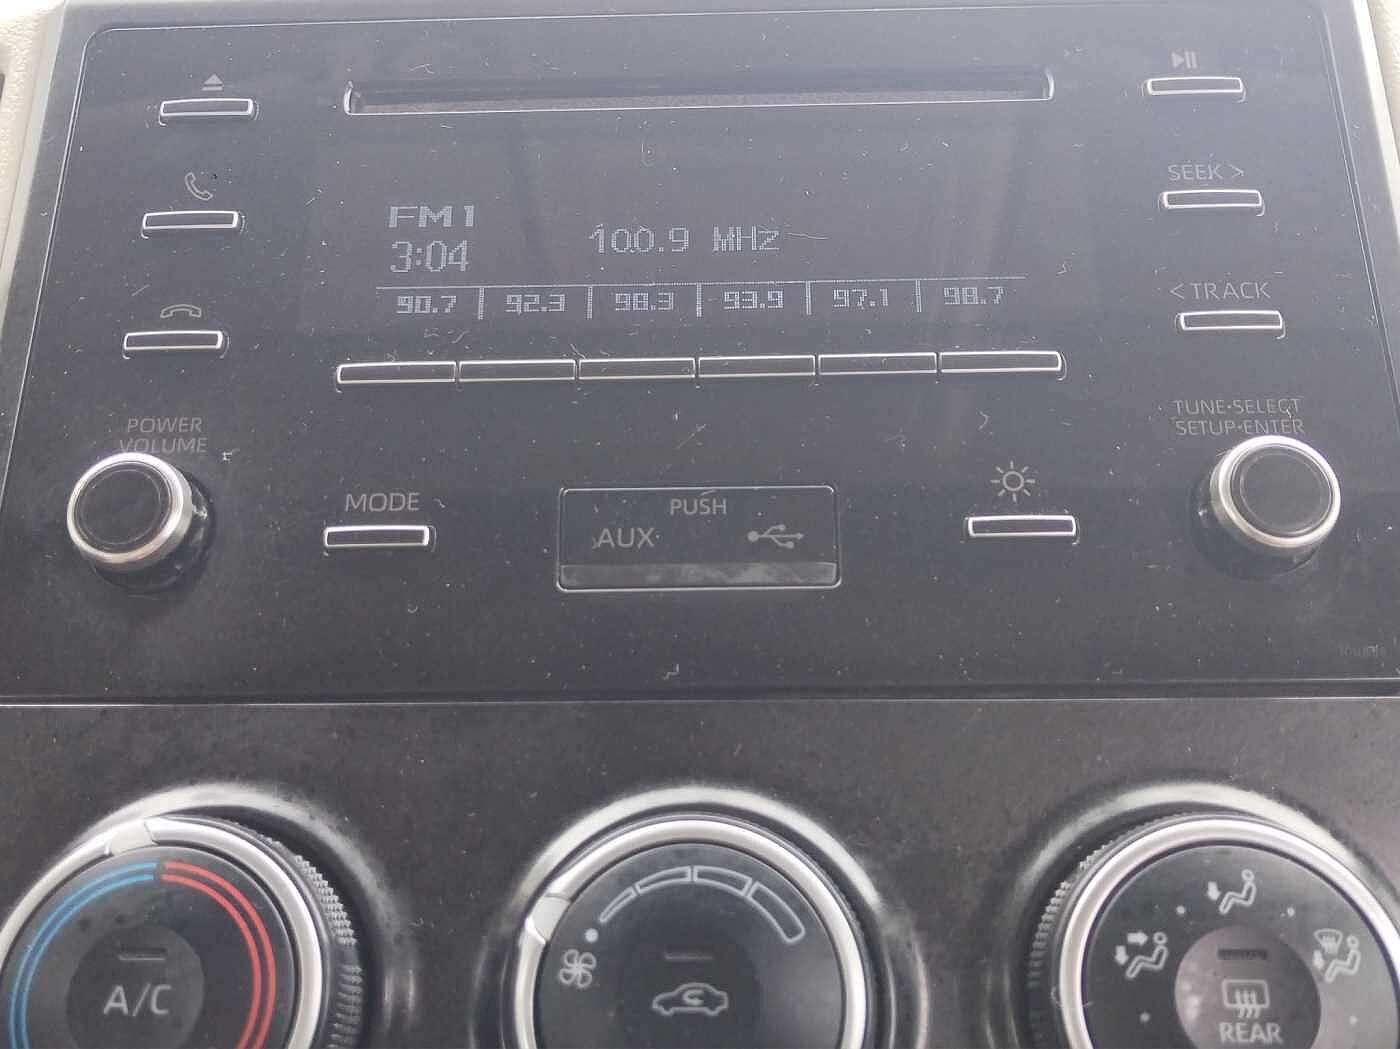 SEEK >
FM1
100.9 MHz
3:04
< TRACK
90.7 92.3 98.3 93.9 97.1 98.7
POWER
VOLUME
TUNE·SELECT
SETUP·ENTER
MODE
PUSH
AUX
A/C
REAR